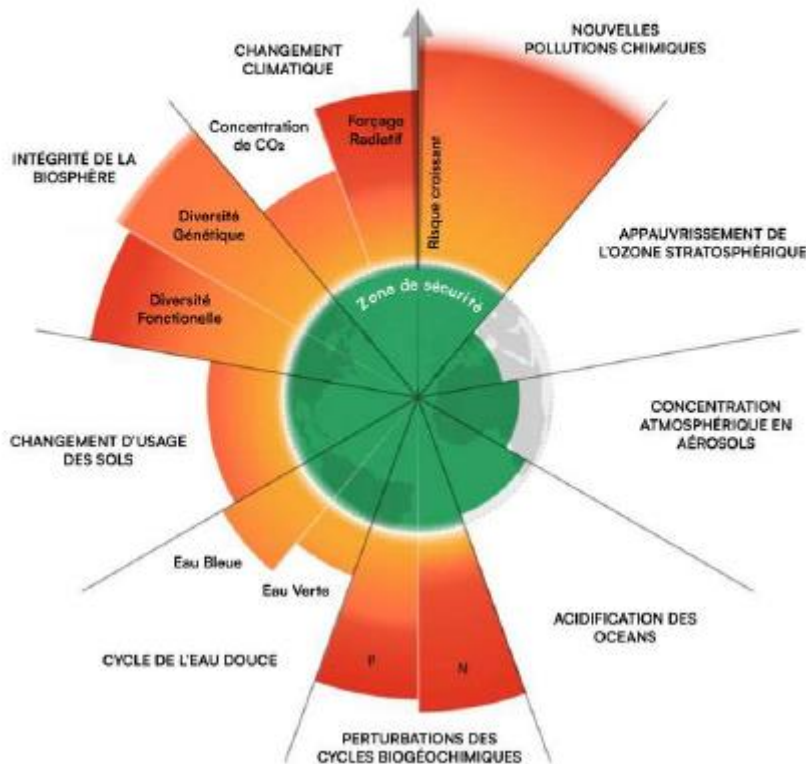 NOUVELLES
POLLUTIONS CHIMIQUES
CHANGEMENT
CLIMATIQUE
Concentration
de CO₂
Forçage
Radiatif
Risque croissant
INTÉGRITÉ DE LA
BIOSPHÈRE
Diversité
Génétique
Diversité
Fonctionelle
APPAUVRISSEMENT DE
L'OZONE STRATOSPHÉRIQUE
Zone de sécurité
CONCENTRATION
ATMOSPHÉRIQUE EN
AÉROSOLS
CHANGEMENT D'USAGE
DES SOLS
Eau Bleue
Eau Verte
ACIDIFICATION DES
OCEANS
CYCLE DE L'EAU DOUCE
P
N
PERTURBATIONS DES
CYCLES BIOGÉOCHIMIQUES